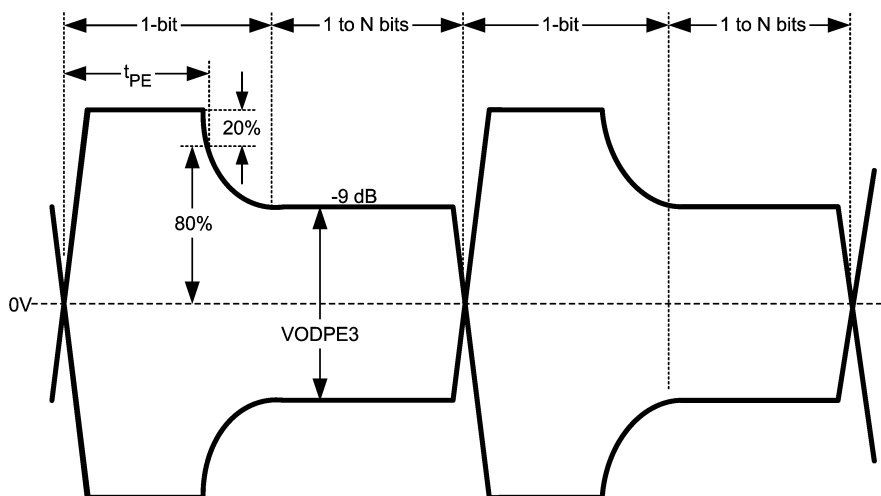 1-bit 1 to N bits 1-bit 1 to N bits
tPE
20%
-9 dB
80%
0V
VODPE3